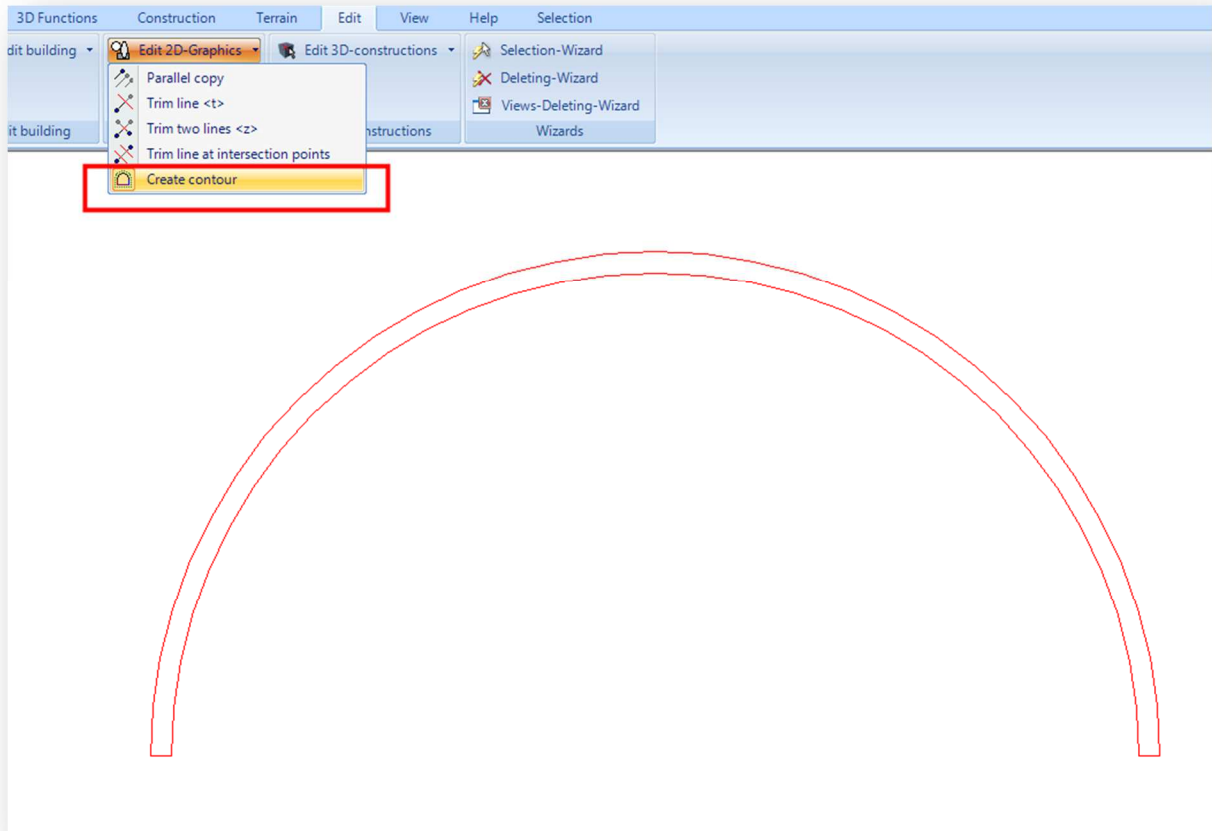 3D Functions Construction Terrain Edit View Help Selection
dit building Edit 2D-Graphics Edit 3D-constructions Selection-Wizard
Parallel copy Deleting-Wizard
Trim line <t> Views-Deleting-Wizard
it building Trim two lines <z> nstructions Wizards
Trim line at intersection points
Create contour